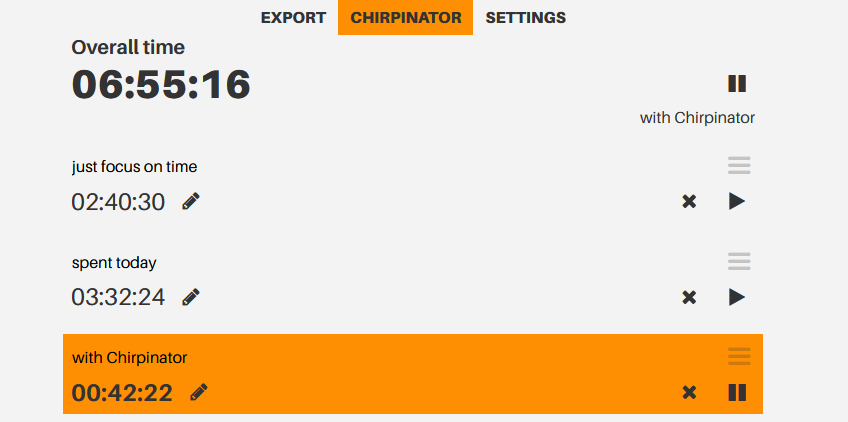 EXPORT CHIRPINATOR SETTINGS
Overall time
06:55:16
with Chirpinator
just focus on time
02:40:30
spent today
03:32:24
with Chirpinator
00:42:22